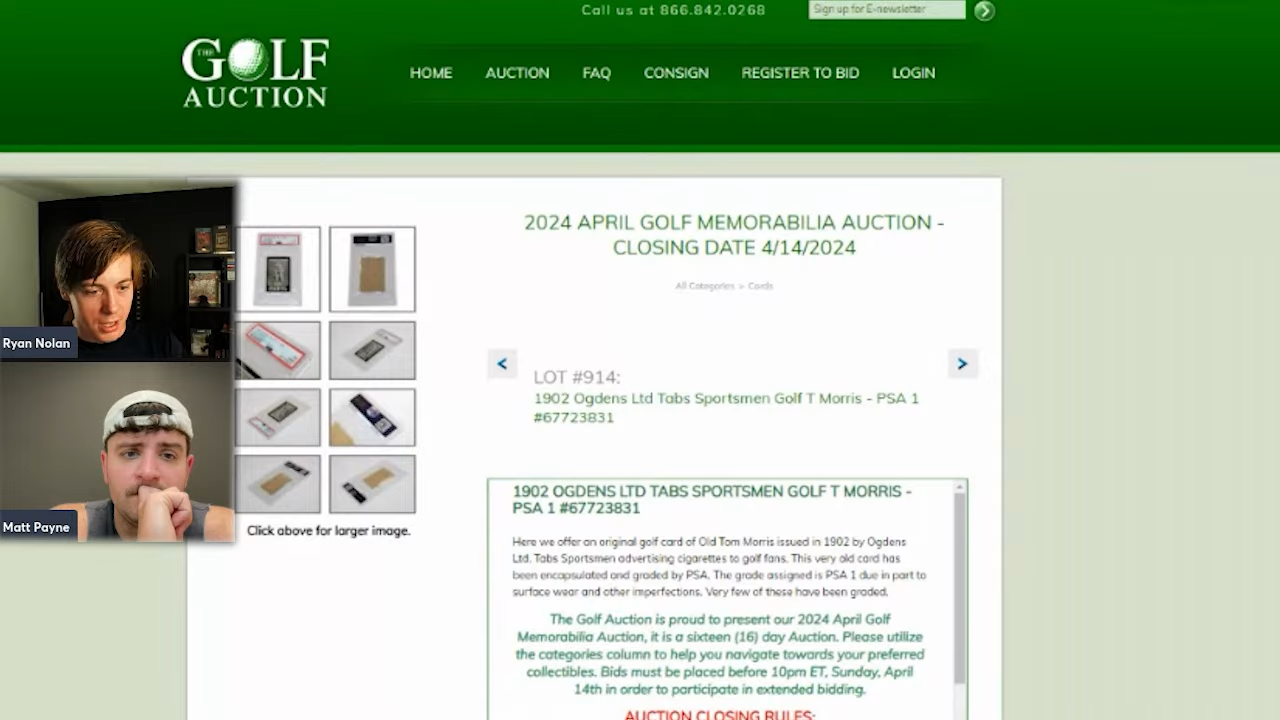 Call us at 866.842.0268
Sign up for E-newsletter
THE
GOLF
AUCTION
HOME
AUCTION
FAQ
CONSIGN
REGISTER TO BID
LOGIN
2024 APRIL GOLF MEMORABILIA AUCTION -
CLOSING DATE 4/14/2024
All Categories > Cards
Ryan Nolan
LOT #914:
1902 Ogdens Ltd Tabs Sportsmen Golf T Morris - PSA 1
#67723831
1902 OGDENS LTD TABS SPORTSMEN GOLF T MORRIS -
PSA 1 #67723831
Matt Payne
Click above for larger image.
Here we offer an original golf card of Old Tom Morris issued in 1902 by Ogdens
Ltd. Tabs Sportsmen advertising cigarettes to golf fans. This very old card has
been encapsulated and graded by PSA. The grade assigned is PSA 1 due in part to
surface wear and other imperfections. Very few of these have been graded.
The Golf Auction is proud to present our 2024 April Golf
Memorabilia Auction, it is a sixteen (16) day Auction. Please utilize
the categories column to help you navigate towards your preferred
collectibles. Bids must be placed before 10pm ET, Sunday, April
14th in order to participate in extended bidding.
AUCTION CLOSING RULES: